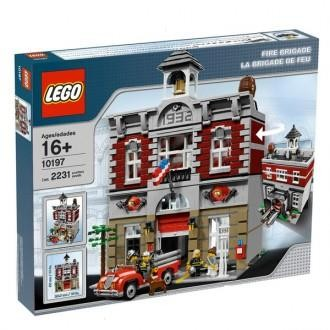 FIRE BRIGADE
LA BRIGADE DE FEU
LEGO
Ages/edades
16+
10197
2231
1932